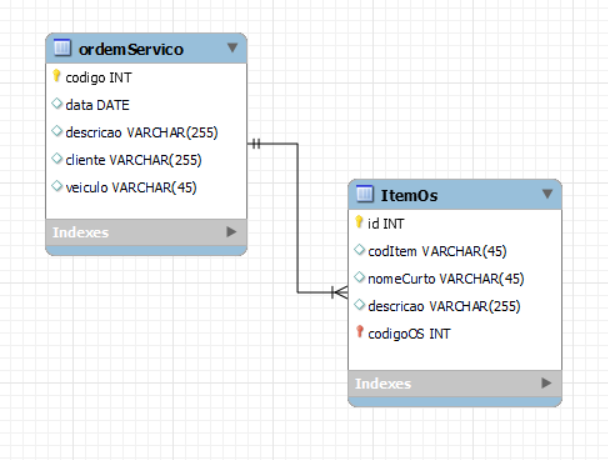 ordemServico
codigo INT
data DATE
descricao VARCHAR(255)
cliente VARCHAR(255)
veiculo VARCHAR(45)
Indexes
ItemOs
id INT
codItem VARCHAR(45)
nomeCurto VARCHAR(45)
descricao VARCHAR(255)
codigoOS INT
Indexes